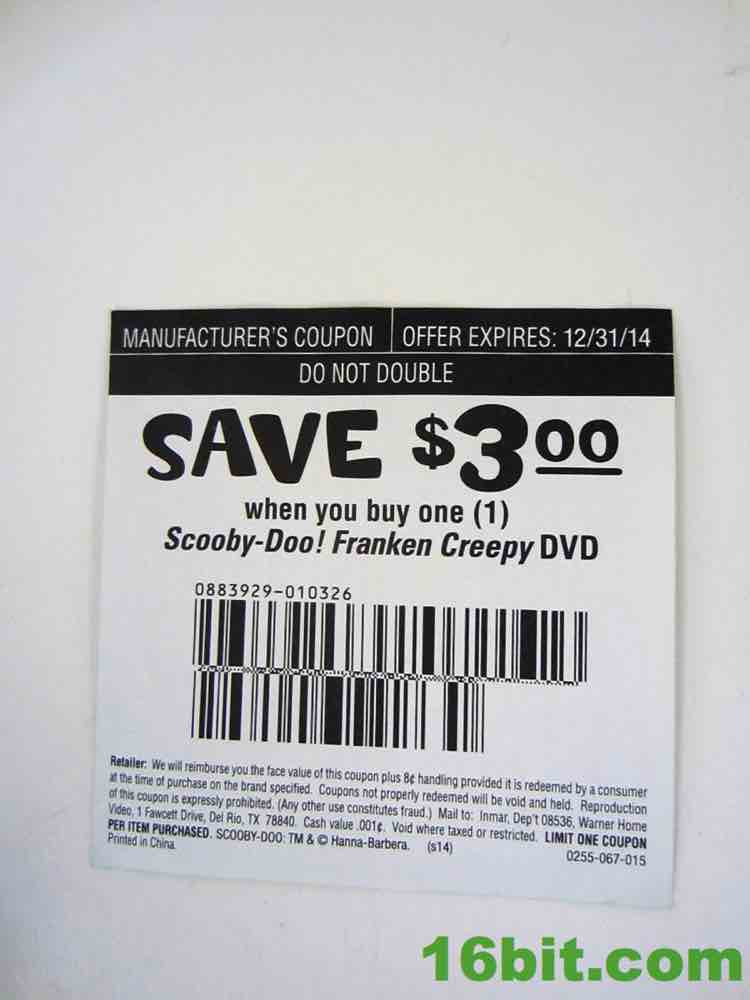 MANUFACTURER'S COUPON OFFER EXPIRES: 12/31/14
DO NOT DOUBLE
SAVE $3.00
when you buy one (1)
Scooby-Doo! Franken Creepy DVD
0883929-010326
Retailer: We will reimburse you the face value of this coupon plus 8¢ handling provided it is redeemed by a consumer
at the time of purchase on the brand specified. Coupons not properly redeemed will be void and held. Reproduction
of this coupon is expressly prohibited. (Any other use constitutes fraud.) Mail to: Inmar, Dep't 08536, Warner Home
Video, 1 Fawcett Drive, Del Rio, TX 78840. Cash value .001¢. Void where taxed or restricted. LIMIT ONE COUPON
PER ITEM PURCHASED. SCOOBY-DOO: TM & © Hanna-Barbera. (s14)
Printed in China.
0255-067-015
16bit.com